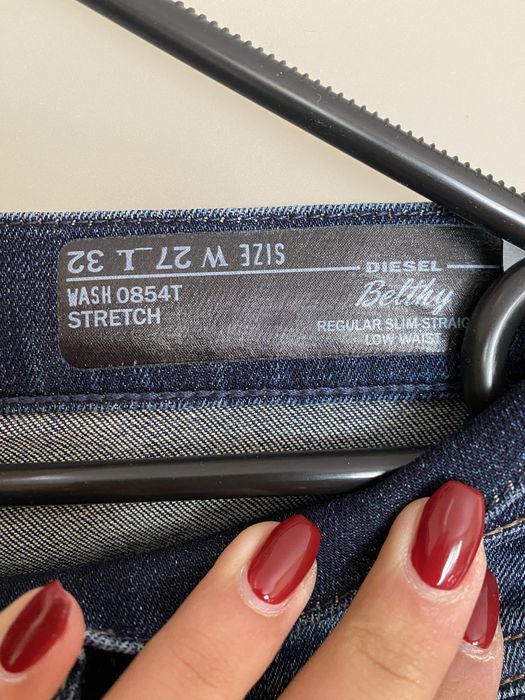 SIZE W 27 L 32
WASH 0854T
STRETCH
DIESEL
Belthy
REGULAR SLIM-STRAIG
LOW WAIST